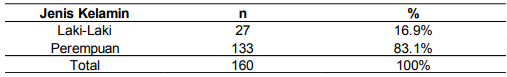 Jenis Kelamin n %
Laki-Laki 27 16.9%
Perempuan 133 83.1%
Total 160 100%